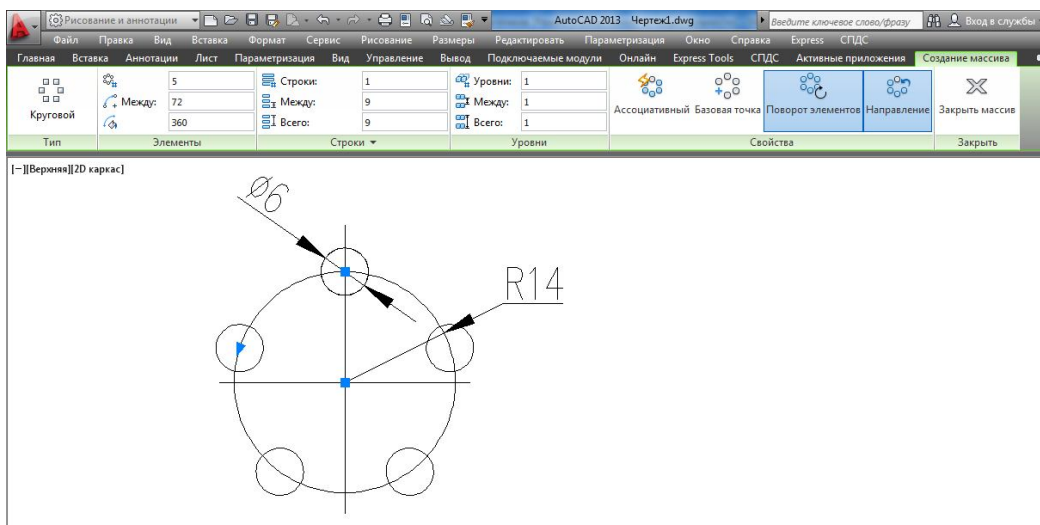 Рисование и аннотации AutoCAD 2013 Чертеж1.dwg Введите ключевое слово/фразу Вход в службы
Файл Правка Вид Вставка Формат Сервис Рисование Размеры Редактировать Параметризация Окно Справка Express СПДС
Главная Вставка Аннотации Лист Параметризация Вид Управление Вывод Подключаемые модули Онлайн Express Tools СПДС Активные приложения Создание массива
5 Строки: 1 Уровни: 1
Между: 72 Между: 9 Между: 1
360 Всего: 9 Всего: 1
Круговой Ассоциативный Базовая точка Поворот элементов Направление Закрыть массив
Тип Элементы Строки Уровни Свойства Закрыть
[−][Верхняя][2D каркас]
Ø6
R14